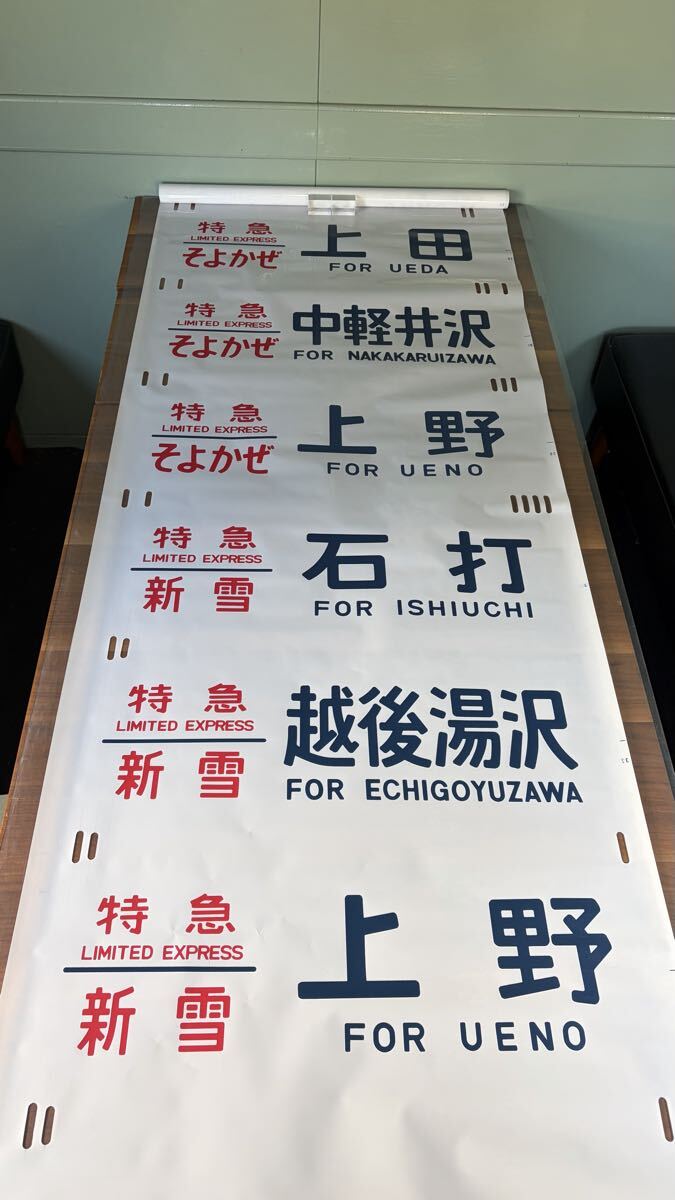 特急
LIMITED EXPRESS
そよかぜ
上田
FOR UEDA
特急
LIMITED EXPRESS
そよかぜ
中軽井沢
FOR NAKAKARUIZAWA
特急
LIMITED EXPRESS
そよかぜ
上野
FOR UENO
特急
LIMITED EXPRESS
新雪
石打
FOR ISHIUCHI
特急
LIMITED EXPRESS
新雪
越後湯沢
FOR ECHIGOYUZAWA
特急
LIMITED EXPRESS
新雪
上野
FOR UENO